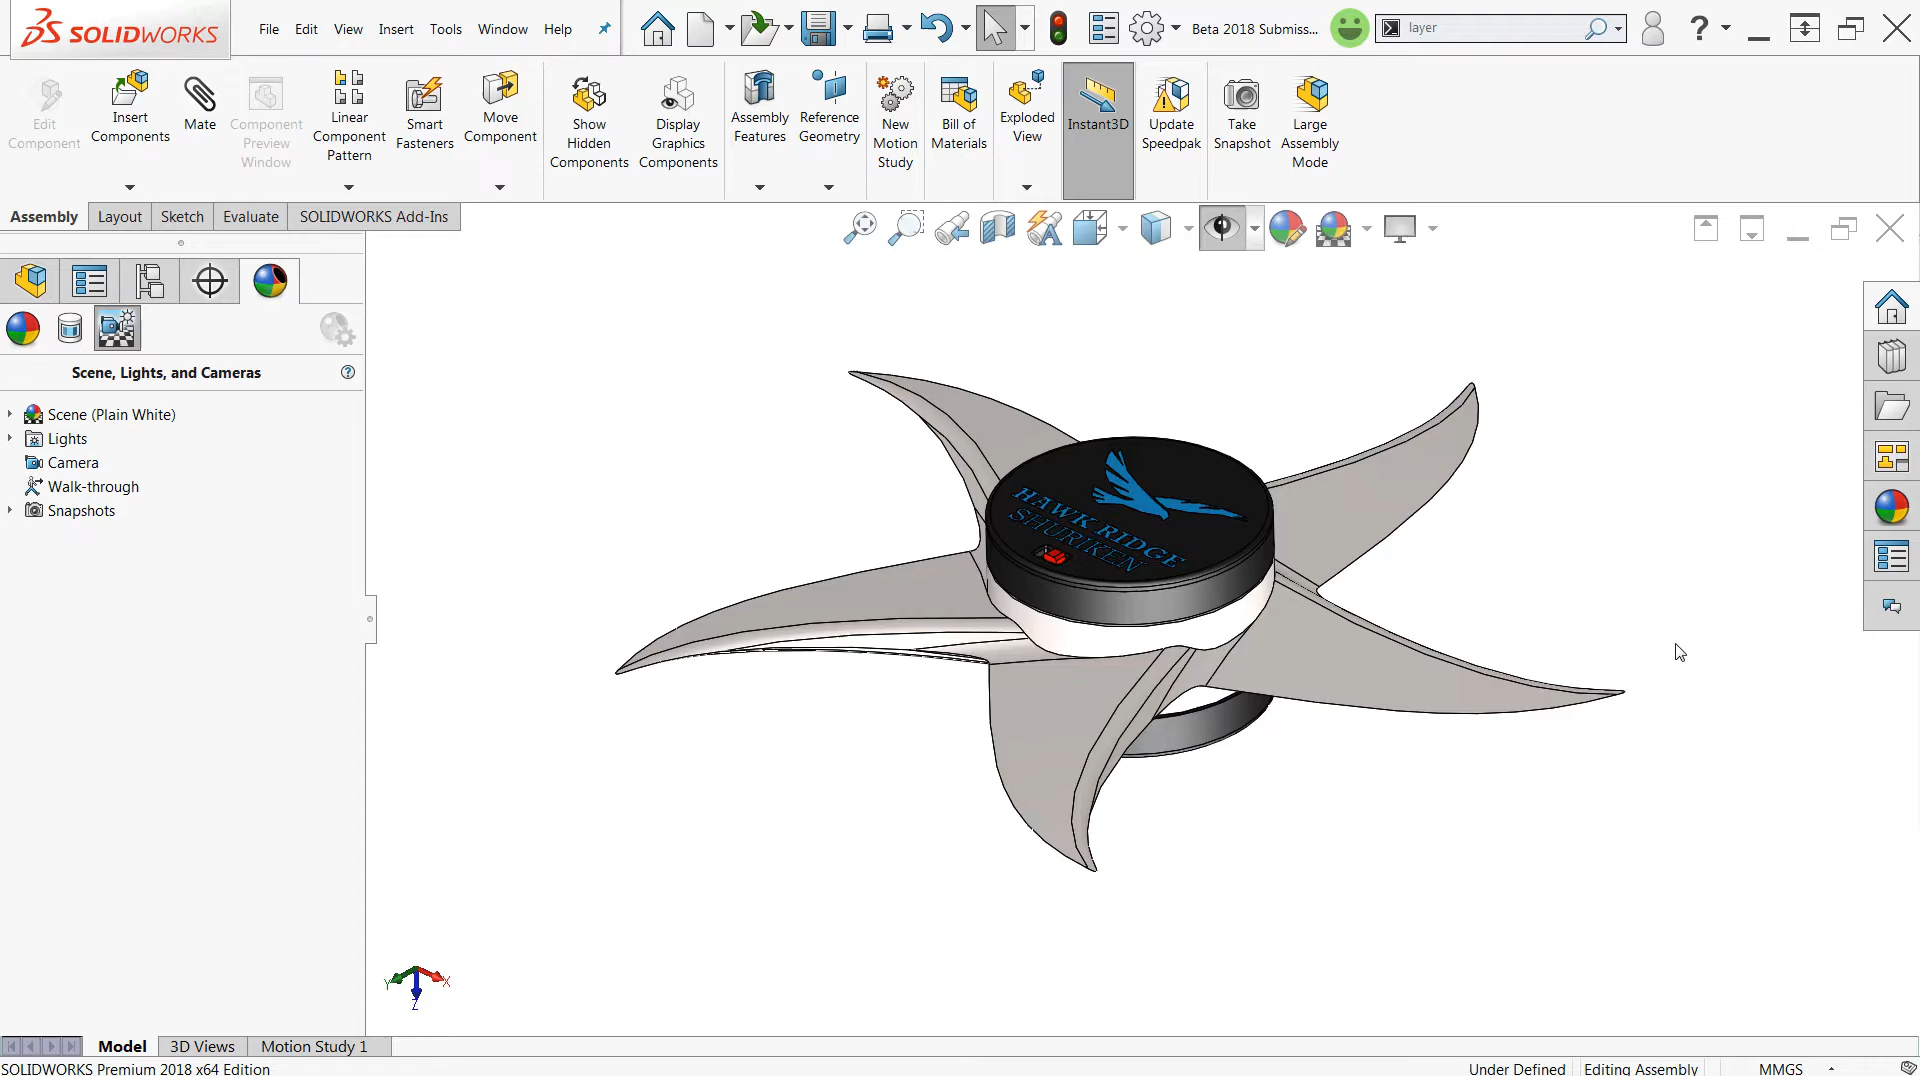 SOLIDWORKS File Edit View Insert Tools Window Help Beta 2018 Submiss... layer ?
Edit Component
Insert Components
Mate
Component Preview Window
Linear Component Pattern
Smart Fasteners
Move Component
Show Hidden Components
Display Graphics Components
Assembly Features
Reference Geometry
New Motion Study
Bill of Materials
Exploded View
Instant3D
Update Speedpak
Take Snapshot
Large Assembly Mode
Assembly Layout Sketch Evaluate SOLIDWORKS Add-Ins
Scene, Lights, and Cameras
Scene (Plain White)
Lights
Camera
Walk-through
Snapshots
HAWK RIDGE
SHURIKEN
Y X
Z
Model 3D Views Motion Study 1
SOLIDWORKS Premium 2018 x64 Edition Under Defined Editing Assembly MMGS